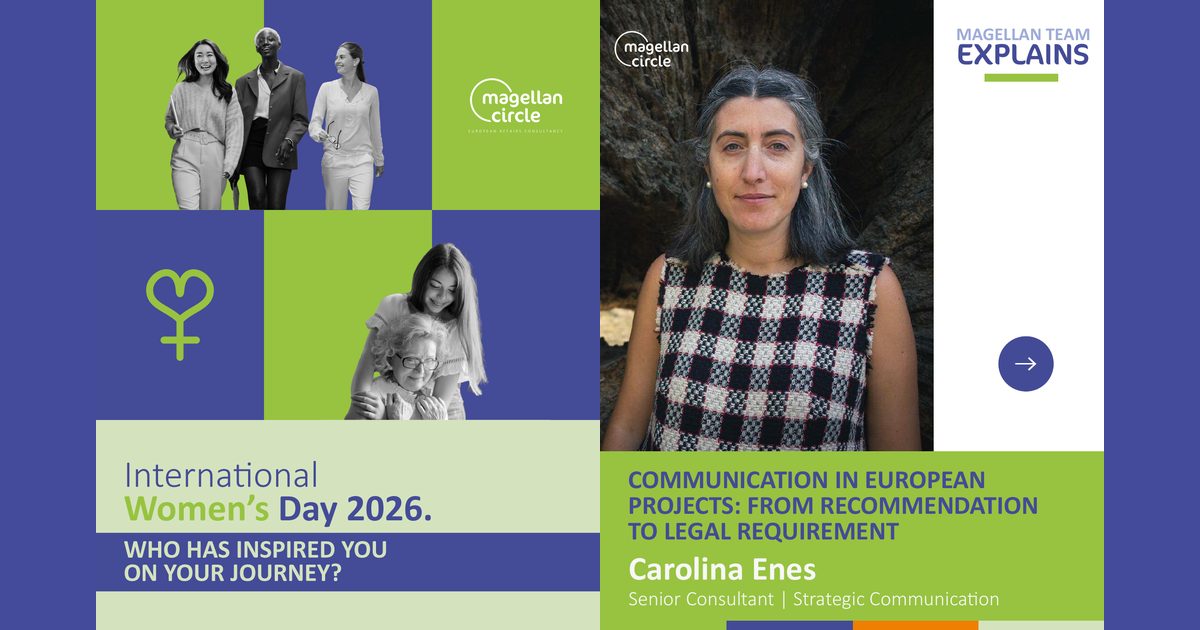 magellan
circle
EUROPEAN AFFAIRS CONSULTANCY
International
Women's Day 2026.
WHO HAS INSPIRED YOU
ON YOUR JOURNEY?
magellan
circle
MAGELLAN TEAM
EXPLAINS
COMMUNICATION IN EUROPEAN
PROJECTS: FROM RECOMMENDATION
TO LEGAL REQUIREMENT
Carolina Enes
Senior Consultant | Strategic Communication